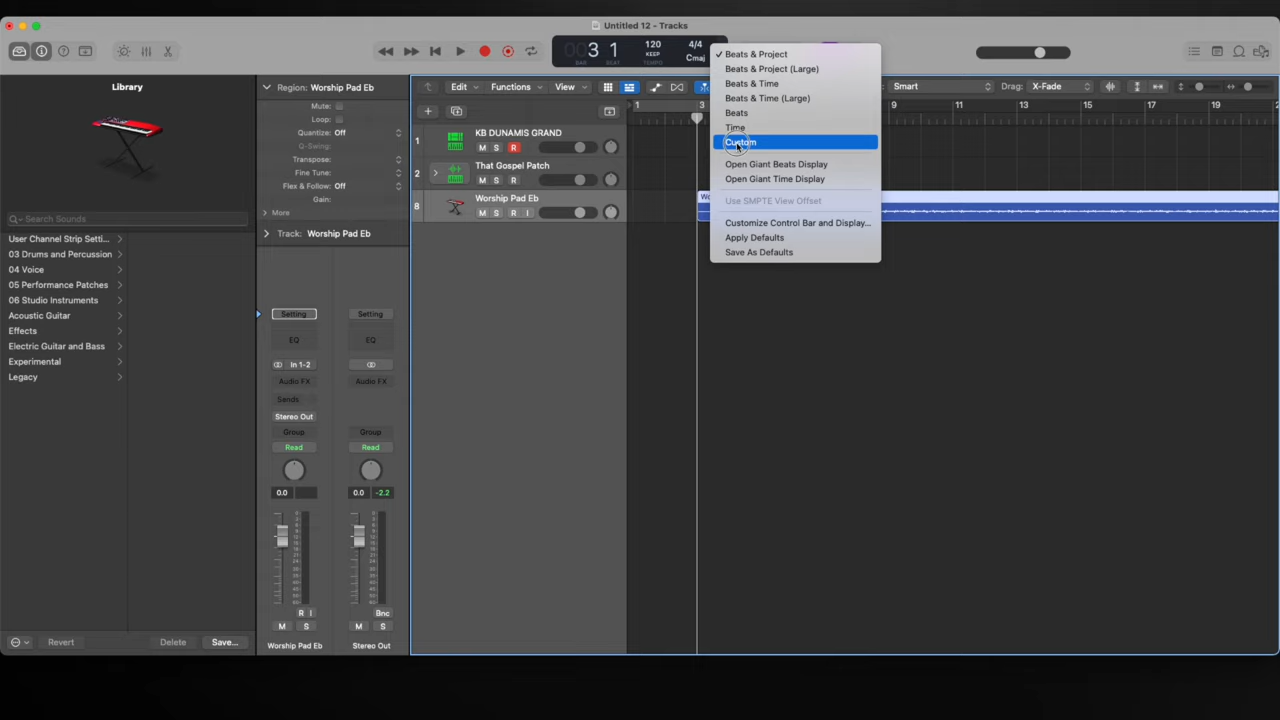 Untitled 12 - Tracks
3 1
BAR BEAT
120
KEEP
TEMPO
4/4
Cmaj
Beats & Project
Beats & Project (Large)
Beats & Time
Beats & Time (Large)
Beats
Time
Custom
Open Giant Beats Display
Open Giant Time Display
Use SMPTE View Offset
Customize Control Bar and Display...
Apply Defaults
Save As Defaults
Library
Search Sounds
User Channel Strip Setti...
03 Drums and Percussion
04 Voice
05 Performance Patches
06 Studio Instruments
Acoustic Guitar
Effects
Electric Guitar and Bass
Experimental
Legacy
Revert
Delete
Save...
Region: Worship Pad Eb
Mute:
Loop:
Quantize: Off
Q-Swing:
Transpose:
Fine Tune:
Flex & Follow: Off
Gain:
More
Track: Worship Pad Eb
Setting
EQ
In 1-2
Audio FX
Sends
Stereo Out
Group
Read
0.0
R I
M S
Worship Pad Eb
Setting
EQ
Audio FX
Group
Read
0.0 -2.2
Bnc
M S
Stereo Out
Edit
Functions
View
Smart
Drag: X-Fade
1 3 9 11 13 15 17 19
1
KB DUNAMIS GRAND
M S R
2
That Gospel Patch
M S R
8
Worship Pad Eb
M S R I